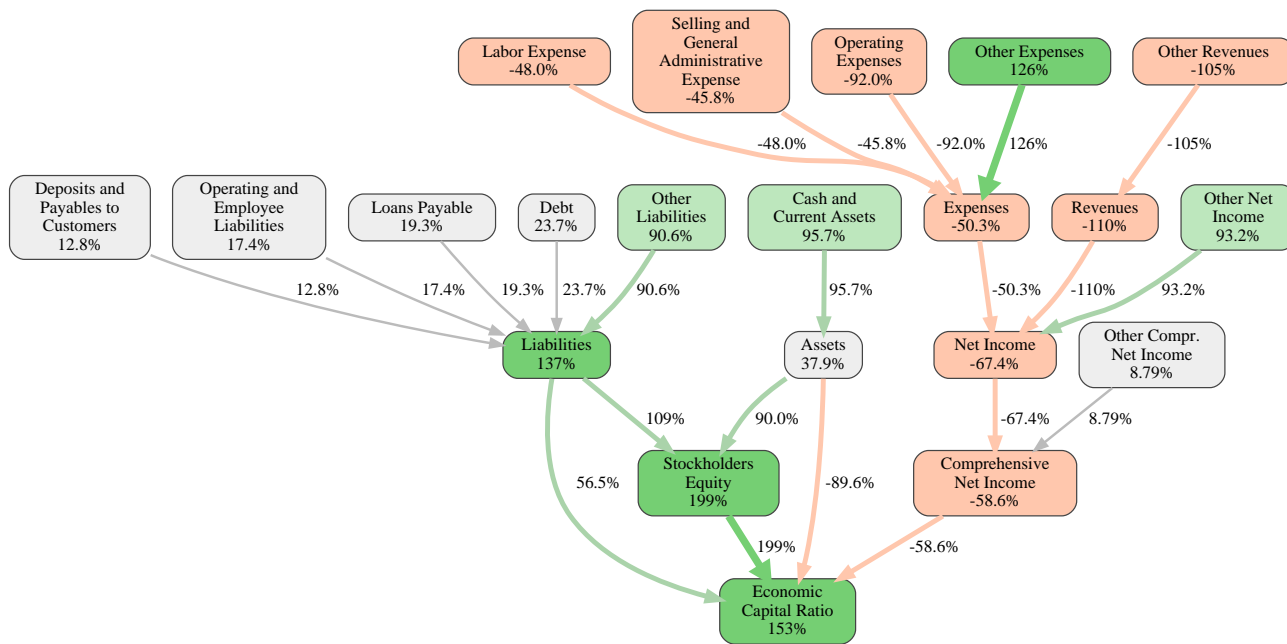 Labor Expense
-48.0%
Selling and
General
Administrative
Expense
-45.8%
Operating
Expenses
-92.0%
Other Expenses
126%
Other Revenues
-105%
-48.0%
-45.8%
-92.0%
126%
-105%
Deposits and
Payables to
Customers
12.8%
Operating and
Employee
Liabilities
17.4%
Loans Payable
19.3%
Debt
23.7%
Other
Liabilities
90.6%
Cash and
Current Assets
95.7%
Expenses
-50.3%
Revenues
-110%
Other Net
Income
93.2%
12.8%
17.4%
19.3%
23.7%
90.6%
95.7%
-50.3%
-110%
93.2%
Liabilities
137%
Assets
37.9%
Net Income
-67.4%
Other Compr.
Net Income
8.79%
109%
90.0%
-67.4%
8.79%
Stockholders
Equity
199%
Comprehensive
Net Income
-58.6%
56.5%
-89.6%
199%
-58.6%
Economic
Capital Ratio
153%